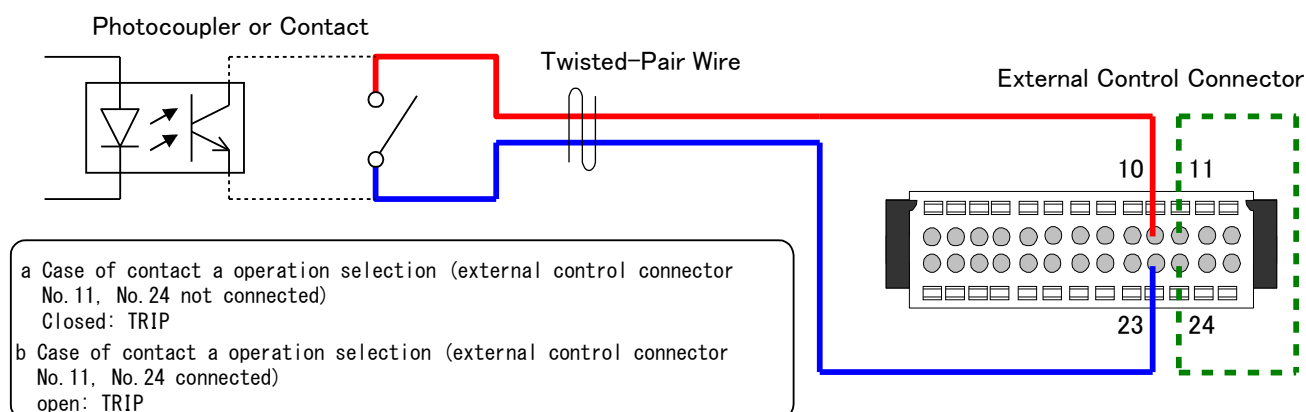 Photocoupler or Contact
Twisted-Pair Wire
External Control Connector
10 11
23 24
a Case of contact a operation selection (external control connector
No.11, No.24 not connected)
Closed: TRIP
b Case of contact a operation selection (external control connector
No.11, No.24 connected)
open: TRIP